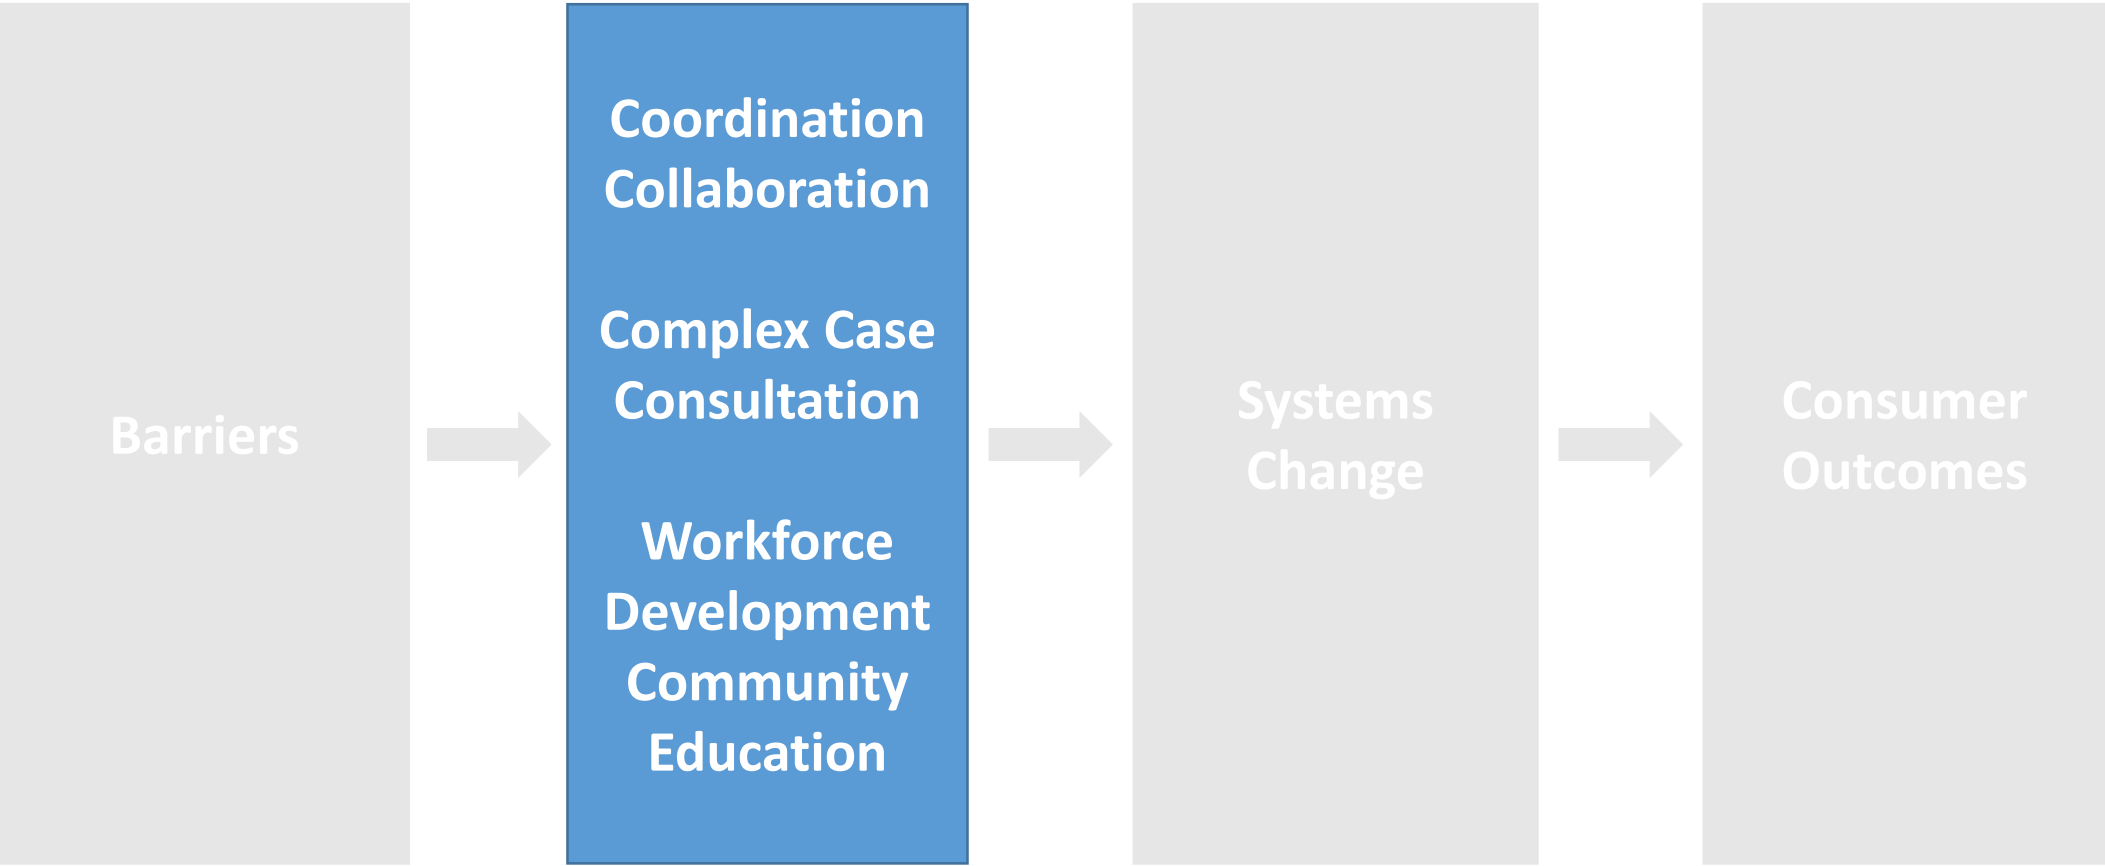 Barriers
Coordination
Collaboration
Complex Case
Consultation
Workforce
Development
Community
Education
Systems
Change
Consumer
Outcomes